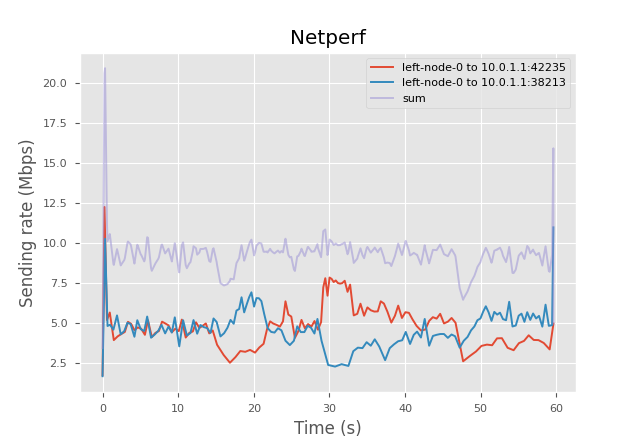 Netperf
left-node-0 to 10.0.1.1:42235
left-node-0 to 10.0.1.1:38213
sum
Sending rate (Mbps)
20.0
17.5
15.0
12.5
10.0
7.5
5.0
2.5
0
10
20
30
40
50
60
Time (s)